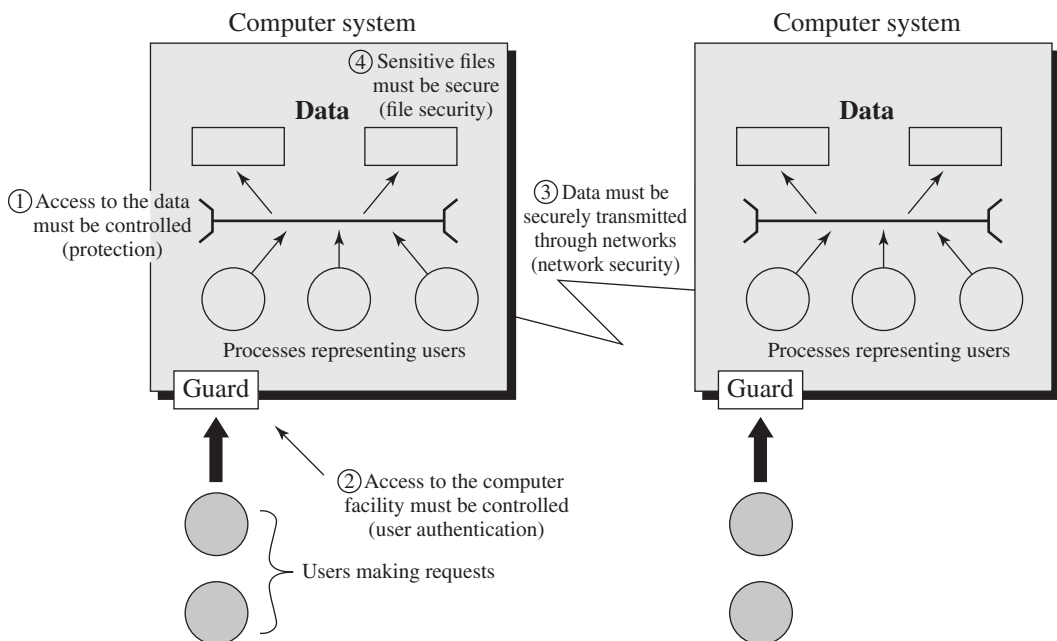 Computer system
④ Sensitive files
must be secure
(file security)
Data
① Access to the data
must be controlled
(protection)
Processes representing users
Guard
② Access to the computer
facility must be controlled
(user authentication)
Users making requests
③ Data must be
securely transmitted
through networks
(network security)
Computer system
Data
Processes representing users
Guard